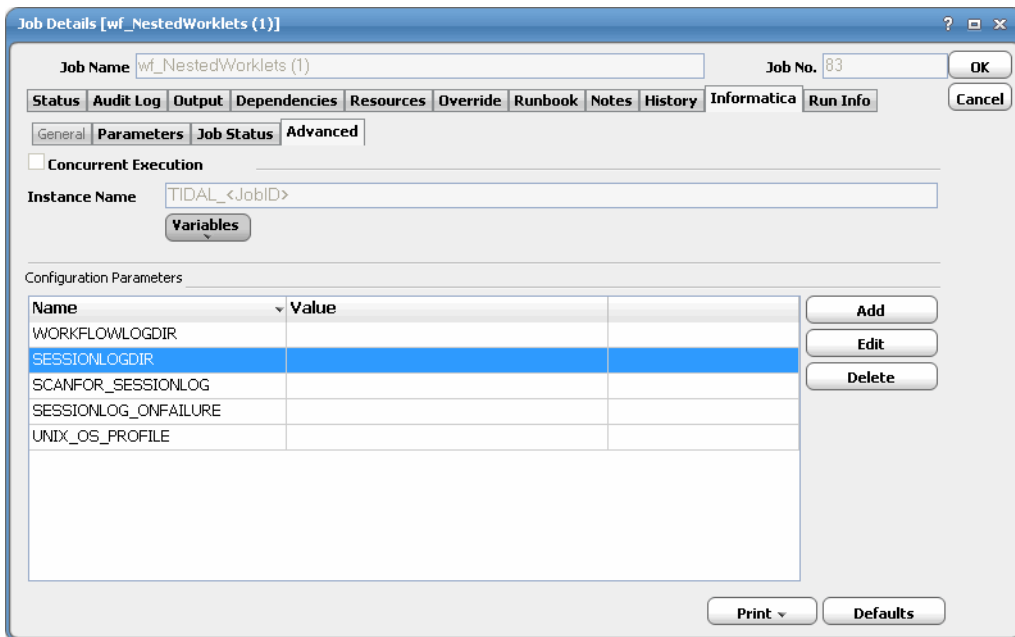 Job Details [wf_NestedWorklets (1)] ?
Job Name wf_NestedWorklets (1) Job No. 83 OK
Status Audit Log Output Dependencies Resources Override Runbook Notes History Informatica Run Info Cancel
General Parameters Job Status Advanced
Concurrent Execution
Instance Name TIDAL_<JobID>
Variables
Configuration Parameters
Name Value Add
WORKFLOWLOGDIR
Edit
SESSIONLOGDIR
SCANFOR_SESSIONLOG Delete
SESSIONLOG_ONFAILURE
UNIX_OS_PROFILE
Print Defaults